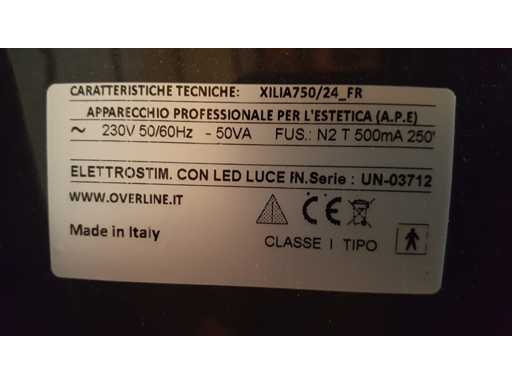 CARATTERISTICHE TECNICHE: XILIA750/24_FR
APPARECCHIO PROFESSIONALE PER L'ESTETICA (A.P.E)
~ 230V 50/60Hz - 50VA FUS.: N2 T 500mA 250'
ELETTROSTIM. CON LED LUCE IN.Serie : UN-03712
WWW.OVERLINE.IT
CE
Made in Italy
CLASSE I TIPO